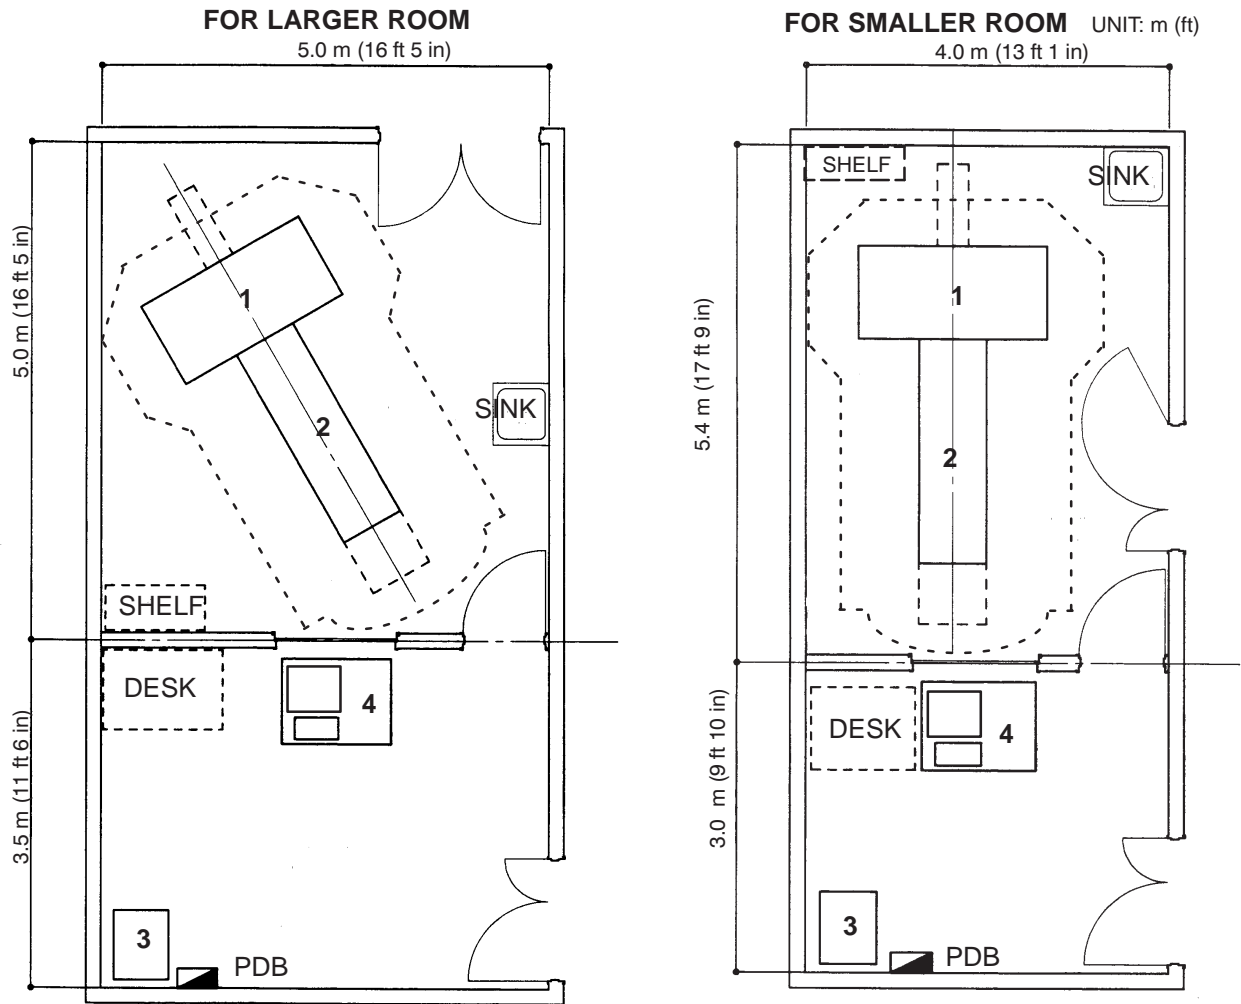 FOR LARGER ROOM
5.0 m (16 ft 5 in)
5.0 m (16 ft 5 in)
1
2
SINK
SHELF
DESK
4
3.5 m (11 ft 6 in)
3
PDB
FOR SMALLER ROOM UNIT: m (ft)
4.0 m (13 ft 1 in)
SHELF
SINK
1
5.4 m (17 ft 9 in)
2
DESK
4
3.0 m (9 ft 10 in)
3
PDB